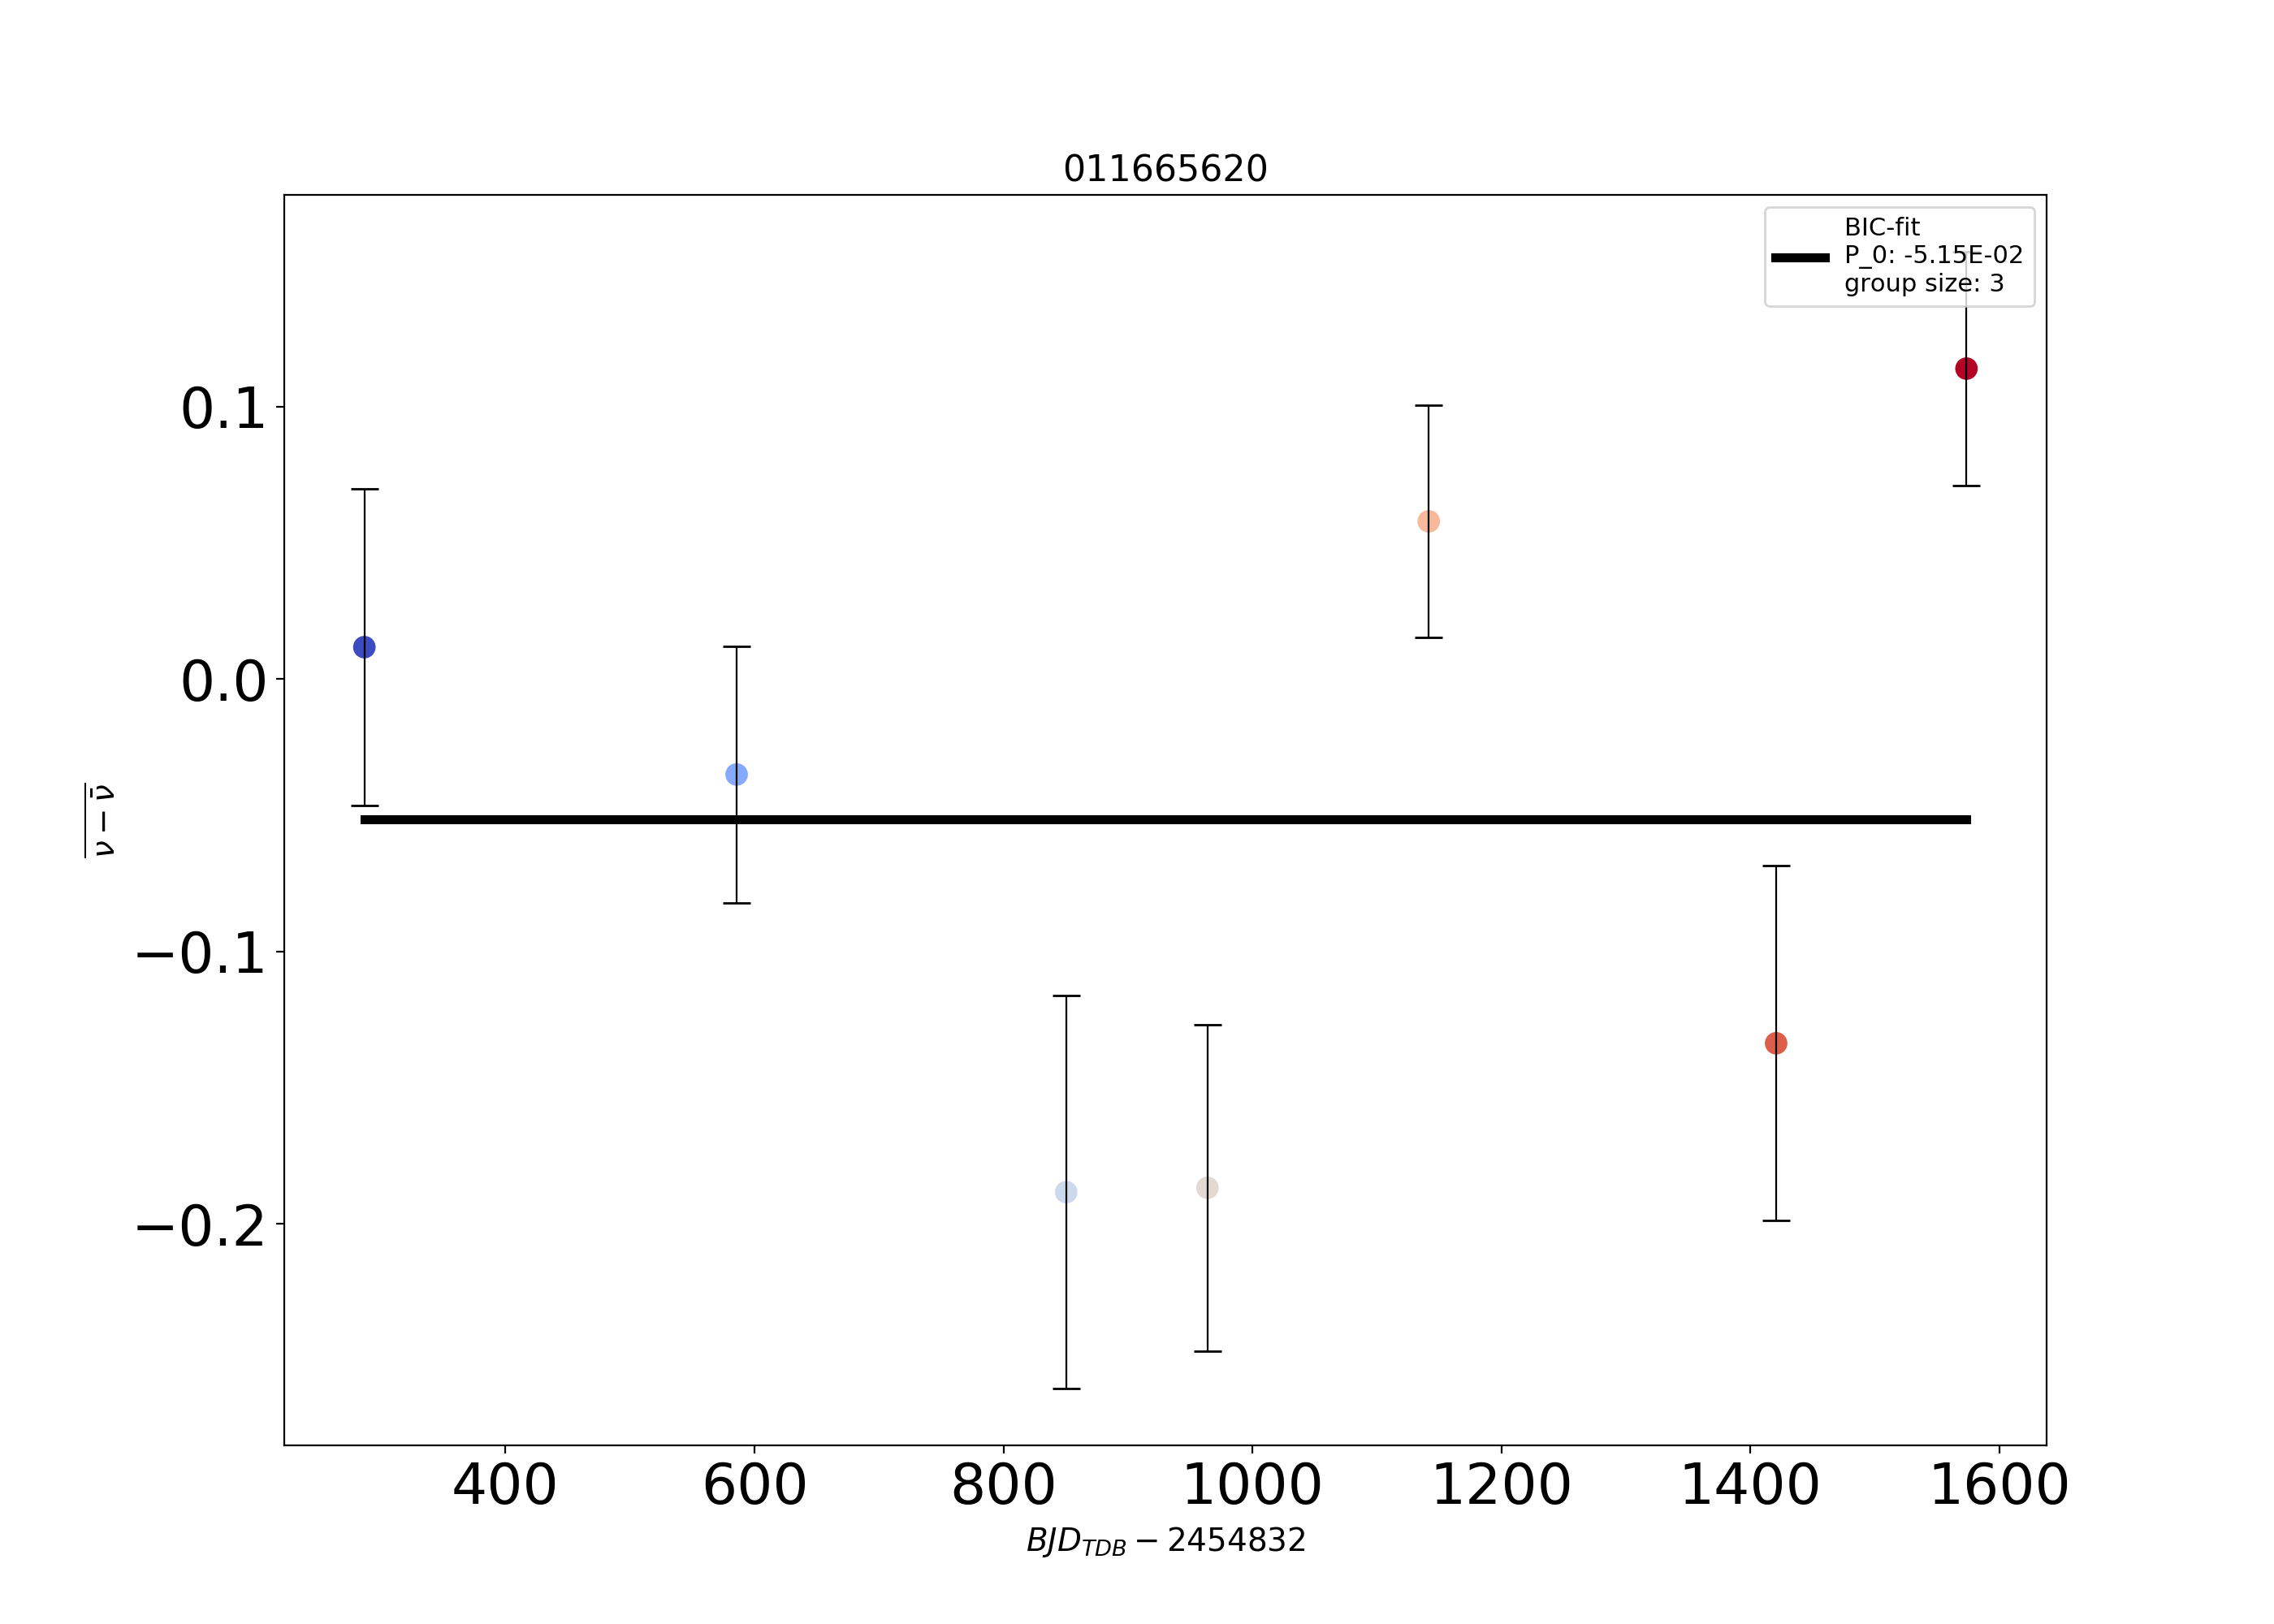 011665620
BIC-fit
P_0: -5.15E-02
group size: 3
0.1
0.0
−0.1
−0.2
ν − ν̄
400 600 800 1000 1200 1400 1600
BJD_TDB − 2454832